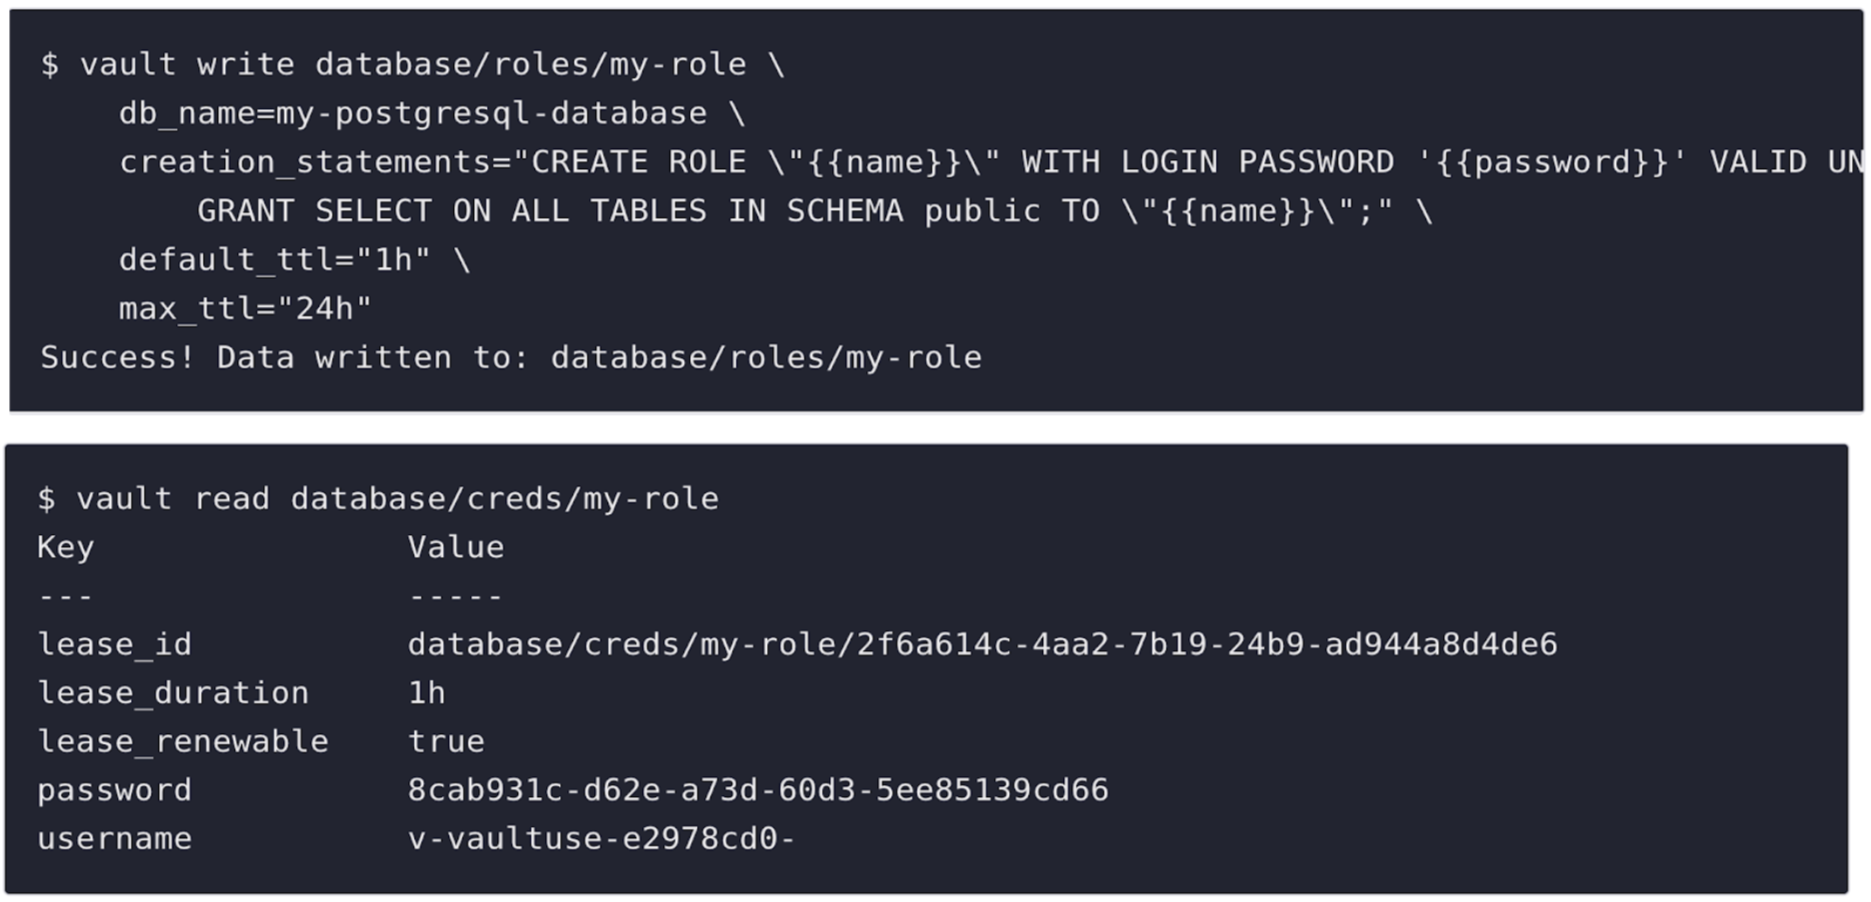 $ vault write database/roles/my-role \
    db_name=my-postgresql-database \
    creation_statements="CREATE ROLE \"{{name}}\" WITH LOGIN PASSWORD '{{password}}' VALID UN
        GRANT SELECT ON ALL TABLES IN SCHEMA public TO \"{{name}}\";" \
    default_ttl="1h" \
    max_ttl="24h"
Success! Data written to: database/roles/my-role
$ vault read database/creds/my-role
Key                Value
---                -----
lease_id           database/creds/my-role/2f6a614c-4aa2-7b19-24b9-ad944a8d4de6
lease_duration     1h
lease_renewable    true
password           8cab931c-d62e-a73d-60d3-5ee85139cd66
username           v-vaultuse-e2978cd0-